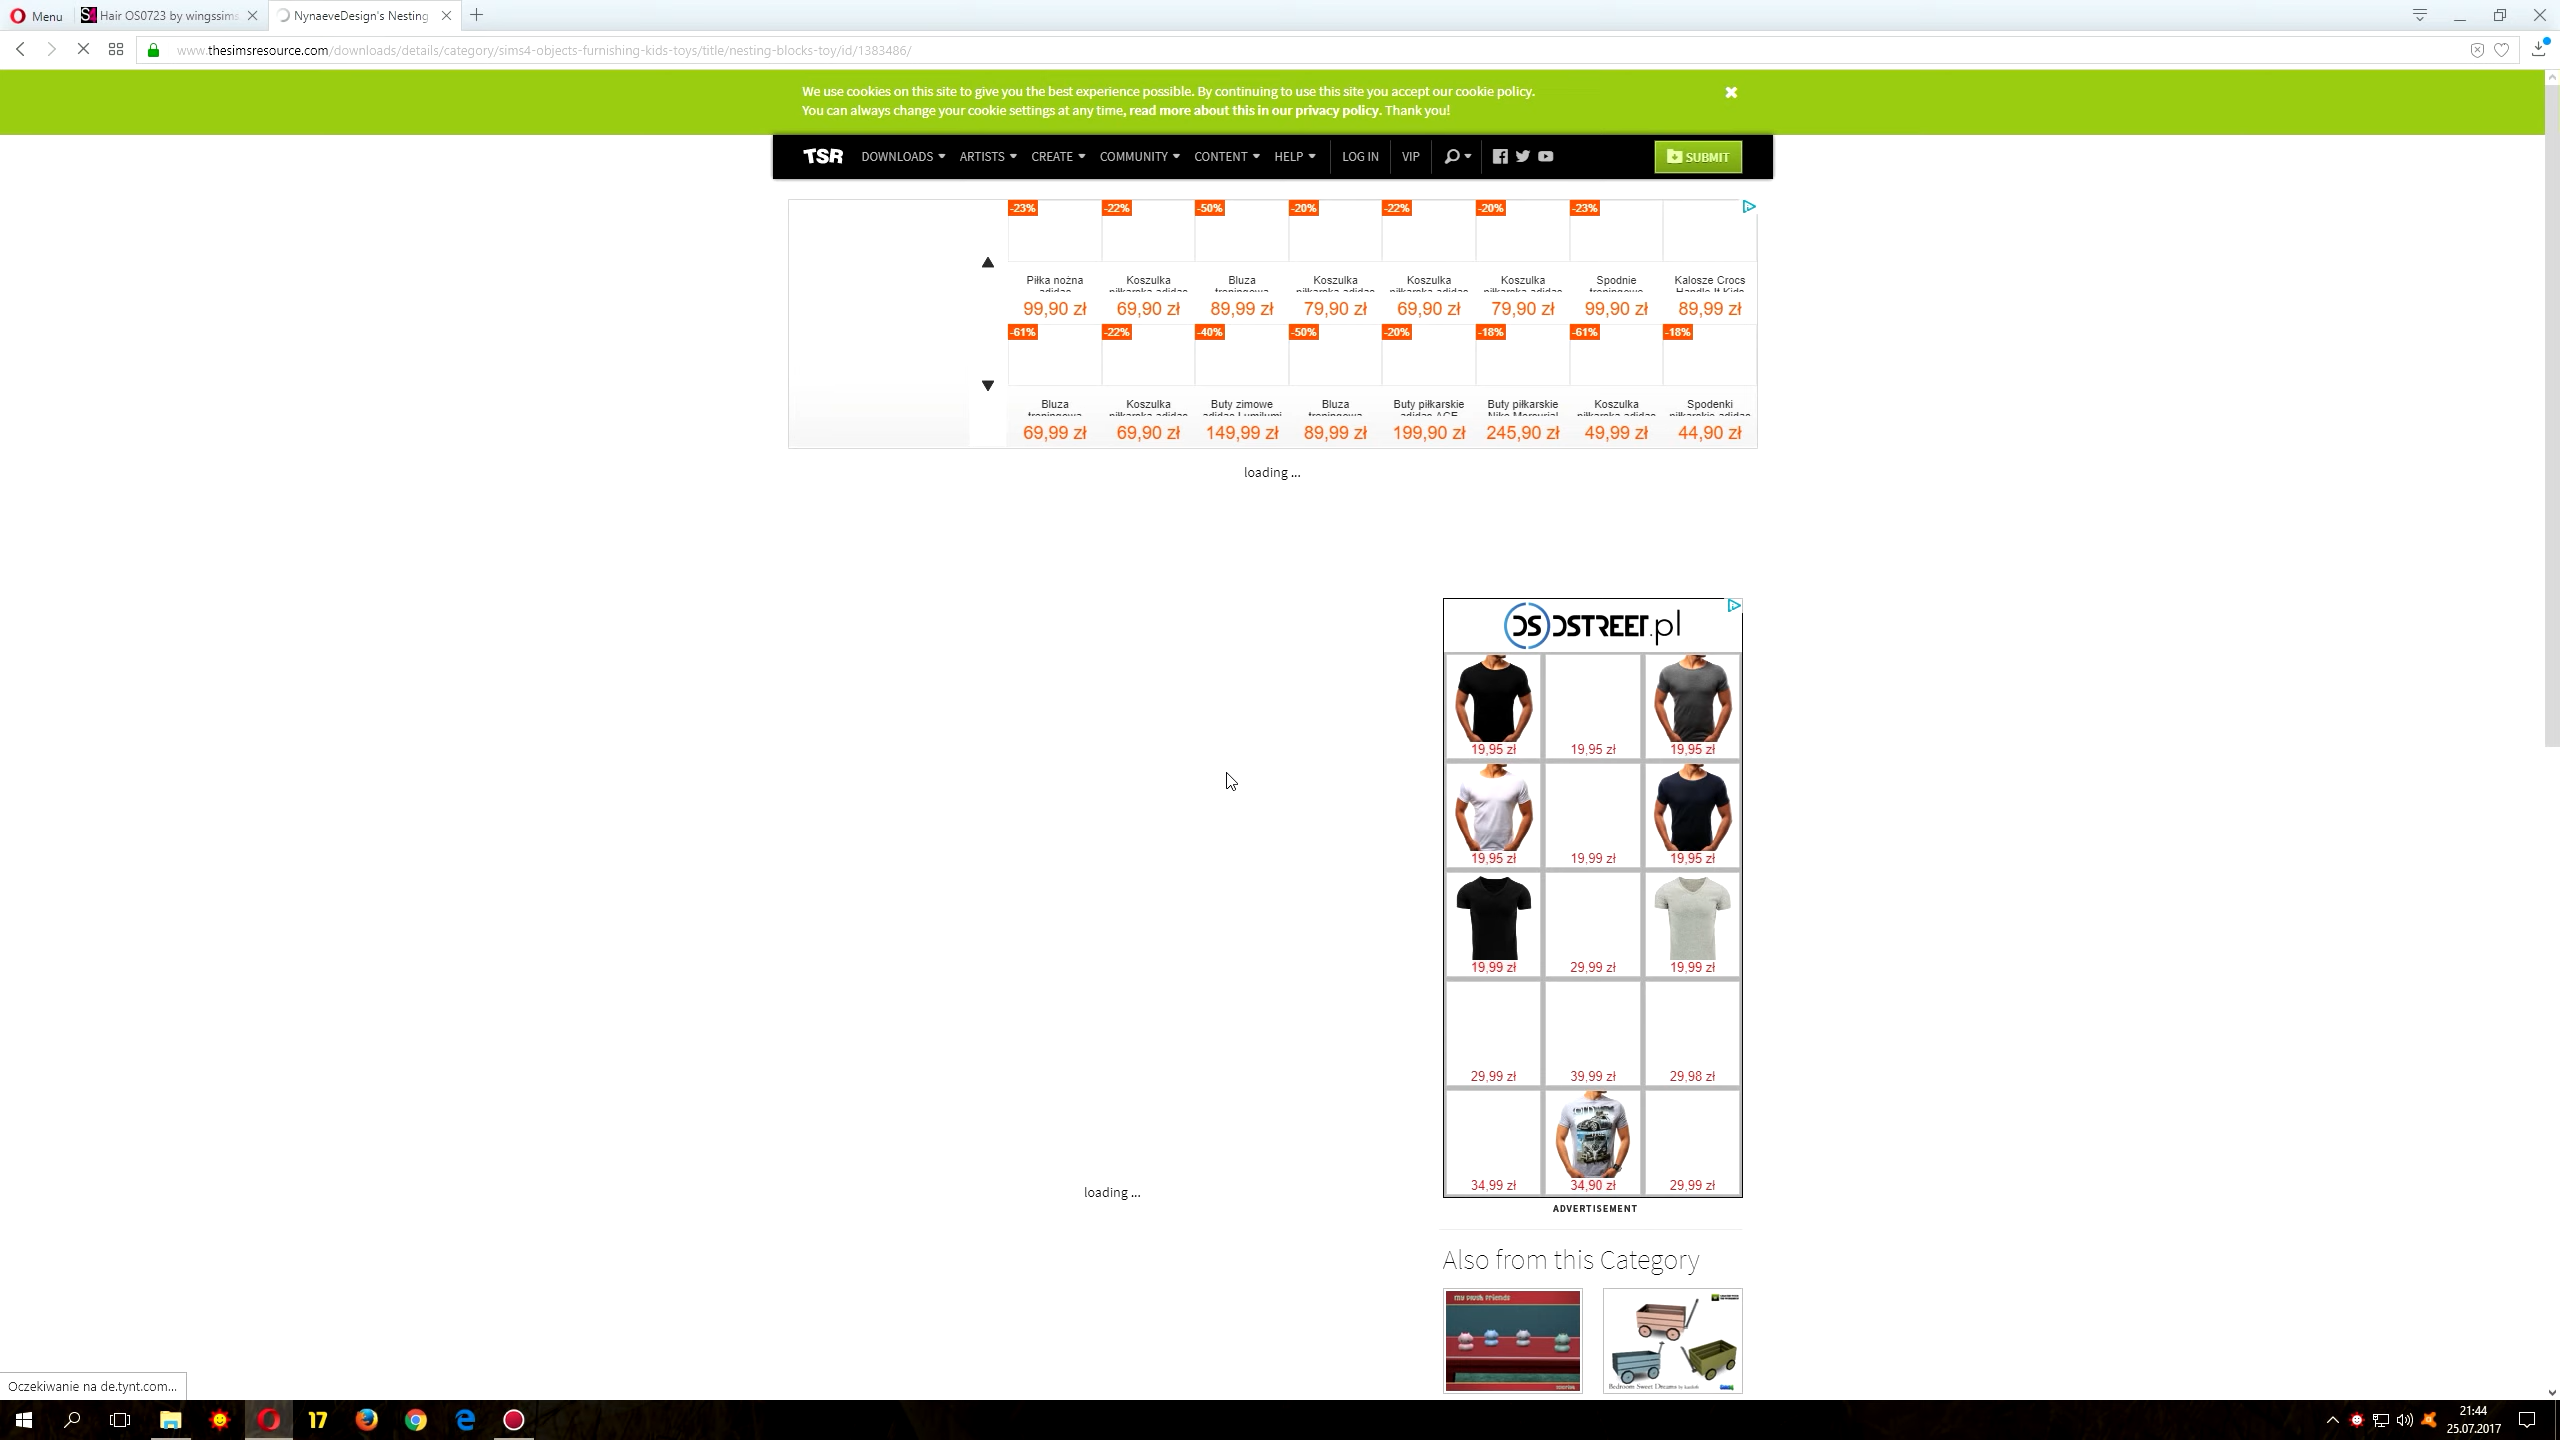 Menu
Hair OS0723 by wingssims
NynaeveDesign's Nesting
www.thesimsresource.com/downloads/details/category/sims4-objects-furnishing-kids-toys/title/nesting-blocks-toy/id/1383486/
We use cookies on this site to give you the best experience possible. By continuing to use this site you accept our cookie policy.
You can always change your cookie settings at any time, read more about this in our privacy policy. Thank you!
TSR DOWNLOADS ARTISTS CREATE COMMUNITY CONTENT HELP LOG IN VIP SUBMIT
-23% -22% -50% -20% -22% -20% -23%
Piłka nożna Koszulka Bluza Koszulka Koszulka Koszulka Spodnie Kalosze Crocs
adidas piłkarska adidas treningowa piłkarska adidas piłkarska adidas piłkarska adidas treningowe Handle It Kids
99,90 zł 69,90 zł 89,99 zł 79,90 zł 69,90 zł 79,90 zł 99,90 zł 89,99 zł
-61% -22% -40% -50% -20% -18% -61% -18%
Bluza Koszulka Buty zimowe Bluza Buty piłkarskie Buty piłkarskie Koszulka Spodenki
treningowa piłkarska adidas adidas Lumilumi treningowa adidas ACE Nike Mercurial piłkarska adidas piłkarskie adidas
69,99 zł 69,90 zł 149,99 zł 89,99 zł 199,90 zł 245,90 zł 49,99 zł 44,90 zł
loading ...
DS DSTREET.pl
19,95 zł 19,95 zł 19,95 zł
19,95 zł 19,99 zł 19,95 zł
19,99 zł 29,99 zł 19,99 zł
29,99 zł 39,99 zł 29,98 zł
OLD
34,99 zł 34,90 zł 29,99 zł
loading ...
ADVERTISEMENT
Also from this Category
my plush friends
Bedroom Sweet Dreams
Oczekiwanie na de.tynt.com...
17
21:44
25.07.2017